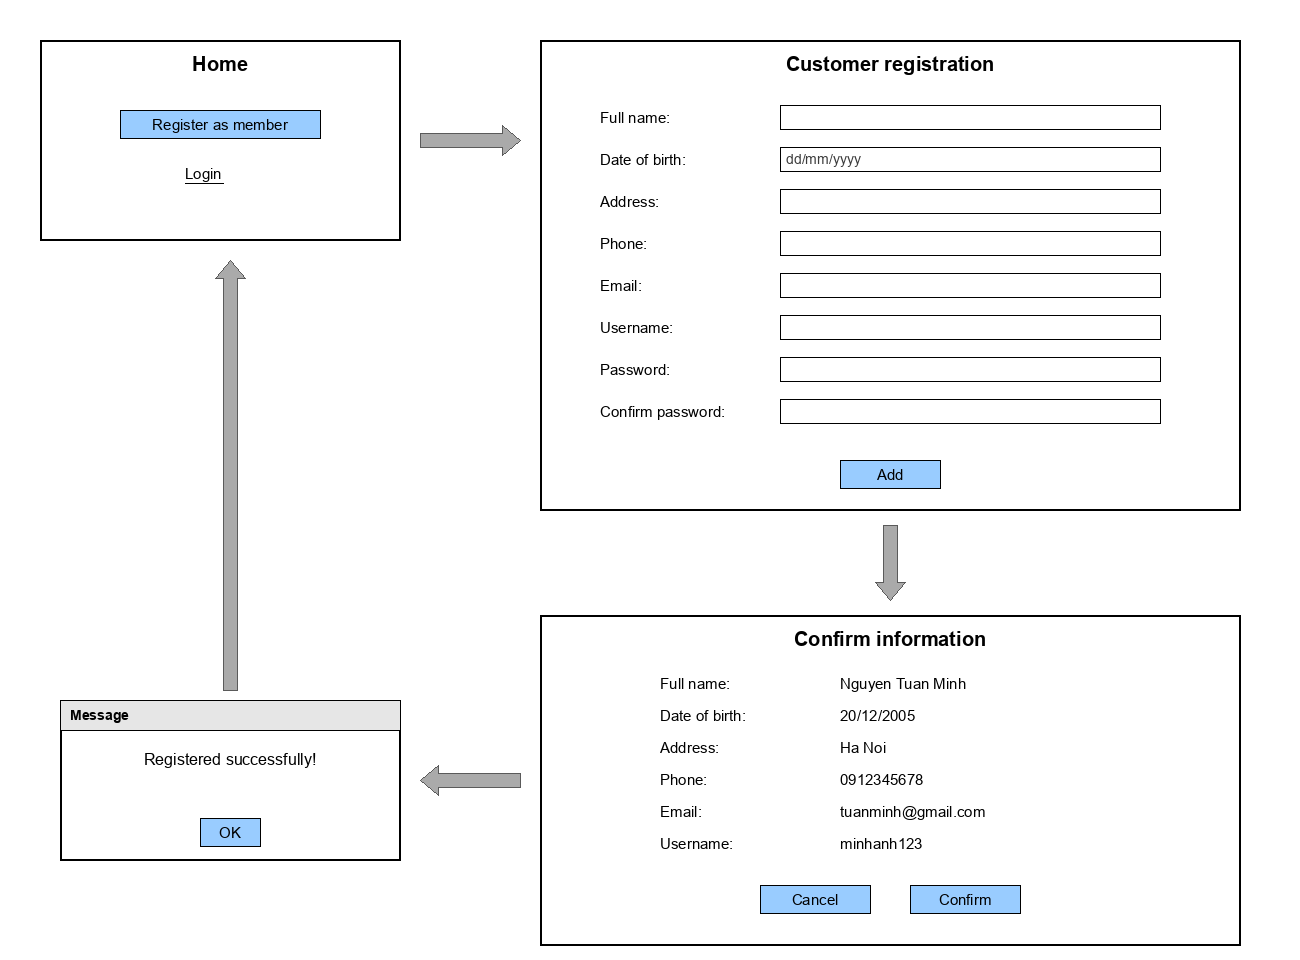 Home
Register as member
Login
Customer registration
Full name:
Date of birth: dd/mm/yyyy
Address:
Phone:
Email:
Username:
Password:
Confirm password:
Add
Confirm information
Full name: Nguyen Tuan Minh
Date of birth: 20/12/2005
Address: Ha Noi
Phone: 0912345678
Email: tuanminh@gmail.com
Username: minhanh123
Cancel Confirm
Message
Registered successfully!
OK